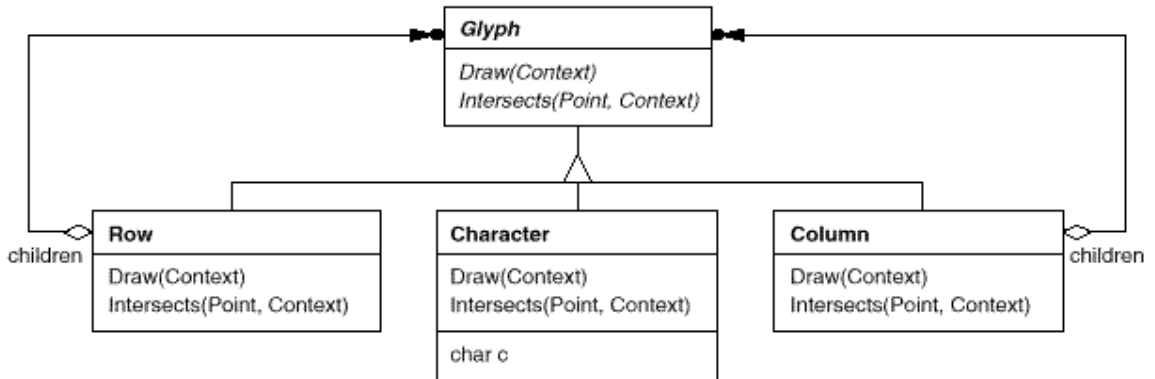 Glyph
Draw(Context)
Intersects(Point, Context)
children
Row
Draw(Context)
Intersects(Point, Context)
Character
Draw(Context)
Intersects(Point, Context)
char c
Column
Draw(Context)
Intersects(Point, Context)
children